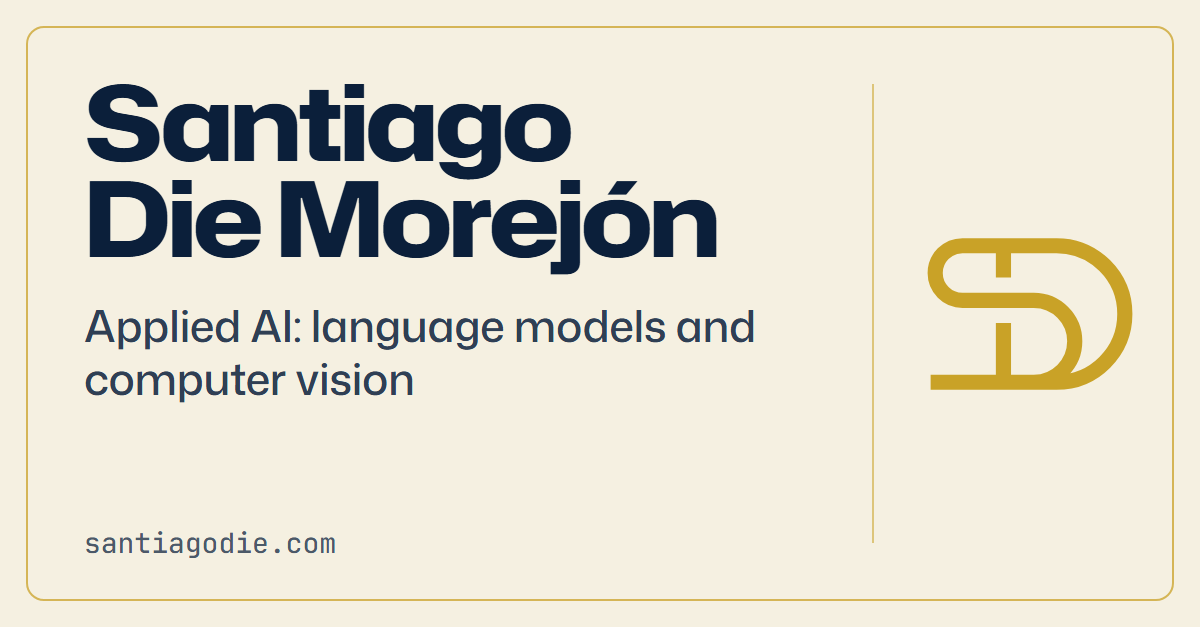 Santiago
Die Morejón
Applied AI: language models and
computer vision
santiagodie.com